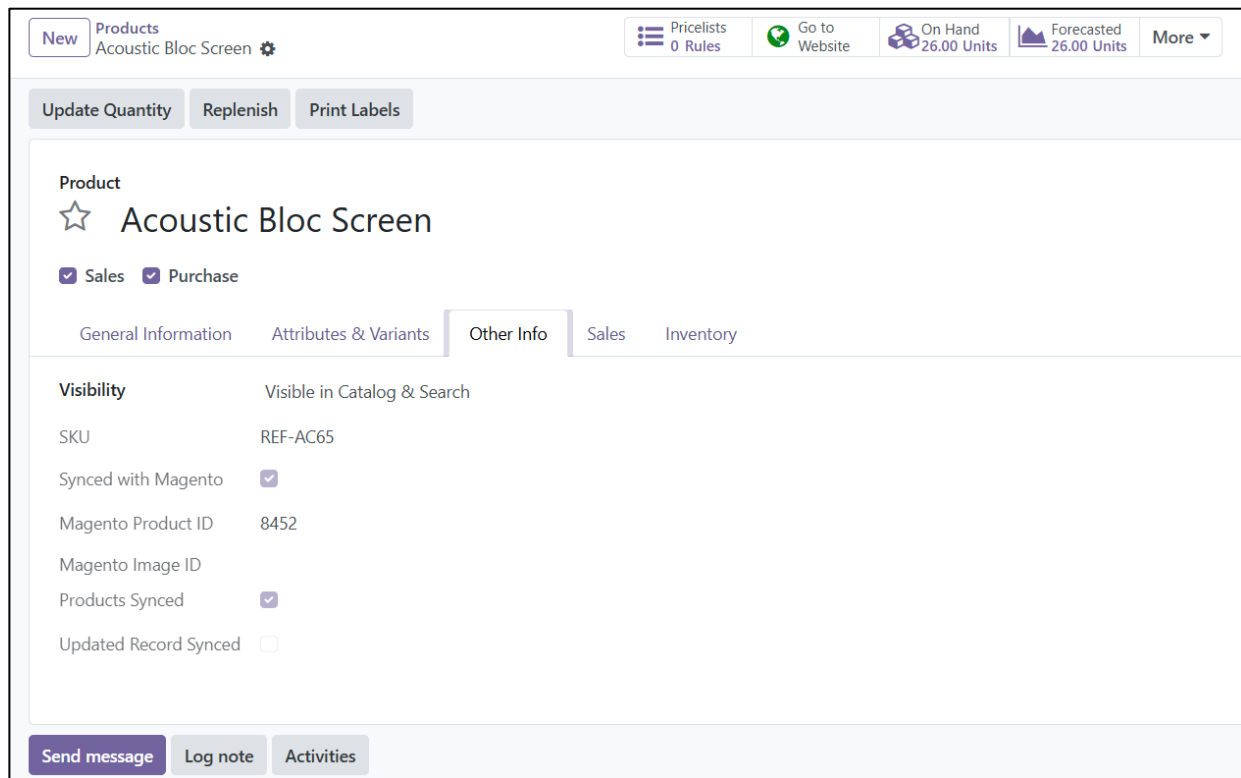 New
Products
Acoustic Bloc Screen
Pricelists
0 Rules
Go to
Website
On Hand
26.00 Units
Forecasted
26.00 Units
More
Update Quantity
Replenish
Print Labels
Product
Acoustic Bloc Screen
Sales
Purchase
General Information
Attributes & Variants
Other Info
Sales
Inventory
Visibility
Visible in Catalog & Search
SKU
REF-AC65
Synced with Magento
Magento Product ID
8452
Magento Image ID
Products Synced
Updated Record Synced
Send message
Log note
Activities